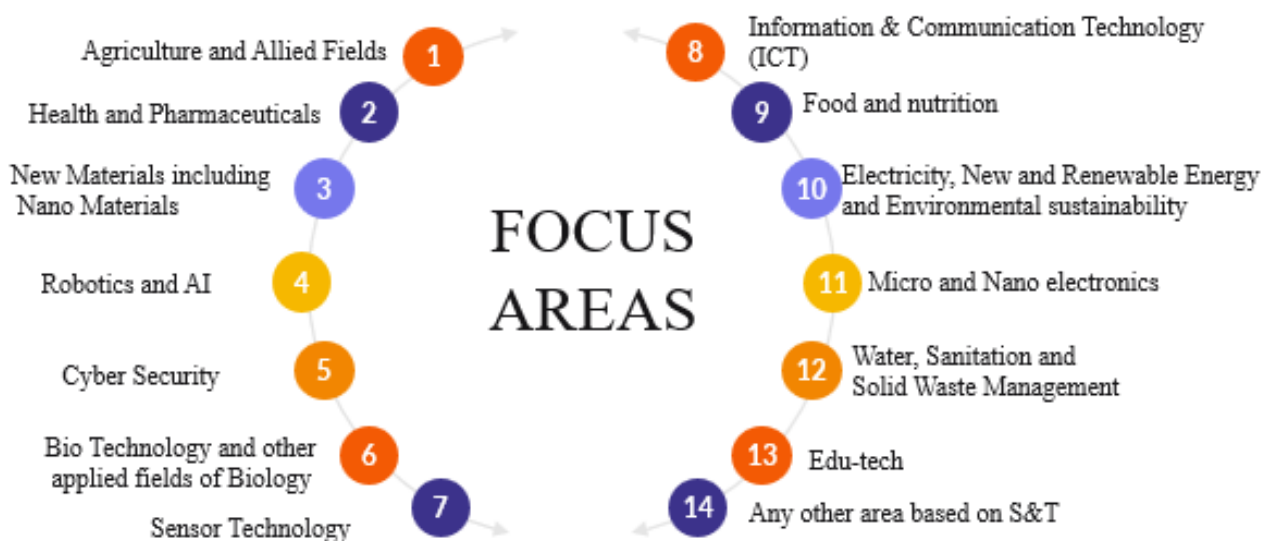 FOCUS
AREAS
1
Agriculture and Allied Fields
2
Health and Pharmaceuticals
3
New Materials including
Nano Materials
4
Robotics and AI
5
Cyber Security
6
Bio Technology and other
applied fields of Biology
7
Sensor Technology
8
Information & Communication Technology
(ICT)
9
Food and nutrition
10
Electricity, New and Renewable Energy
and Environmental sustainability
11
Micro and Nano electronics
12
Water, Sanitation and
Solid Waste Management
13
Edu-tech
14
Any other area based on S&T